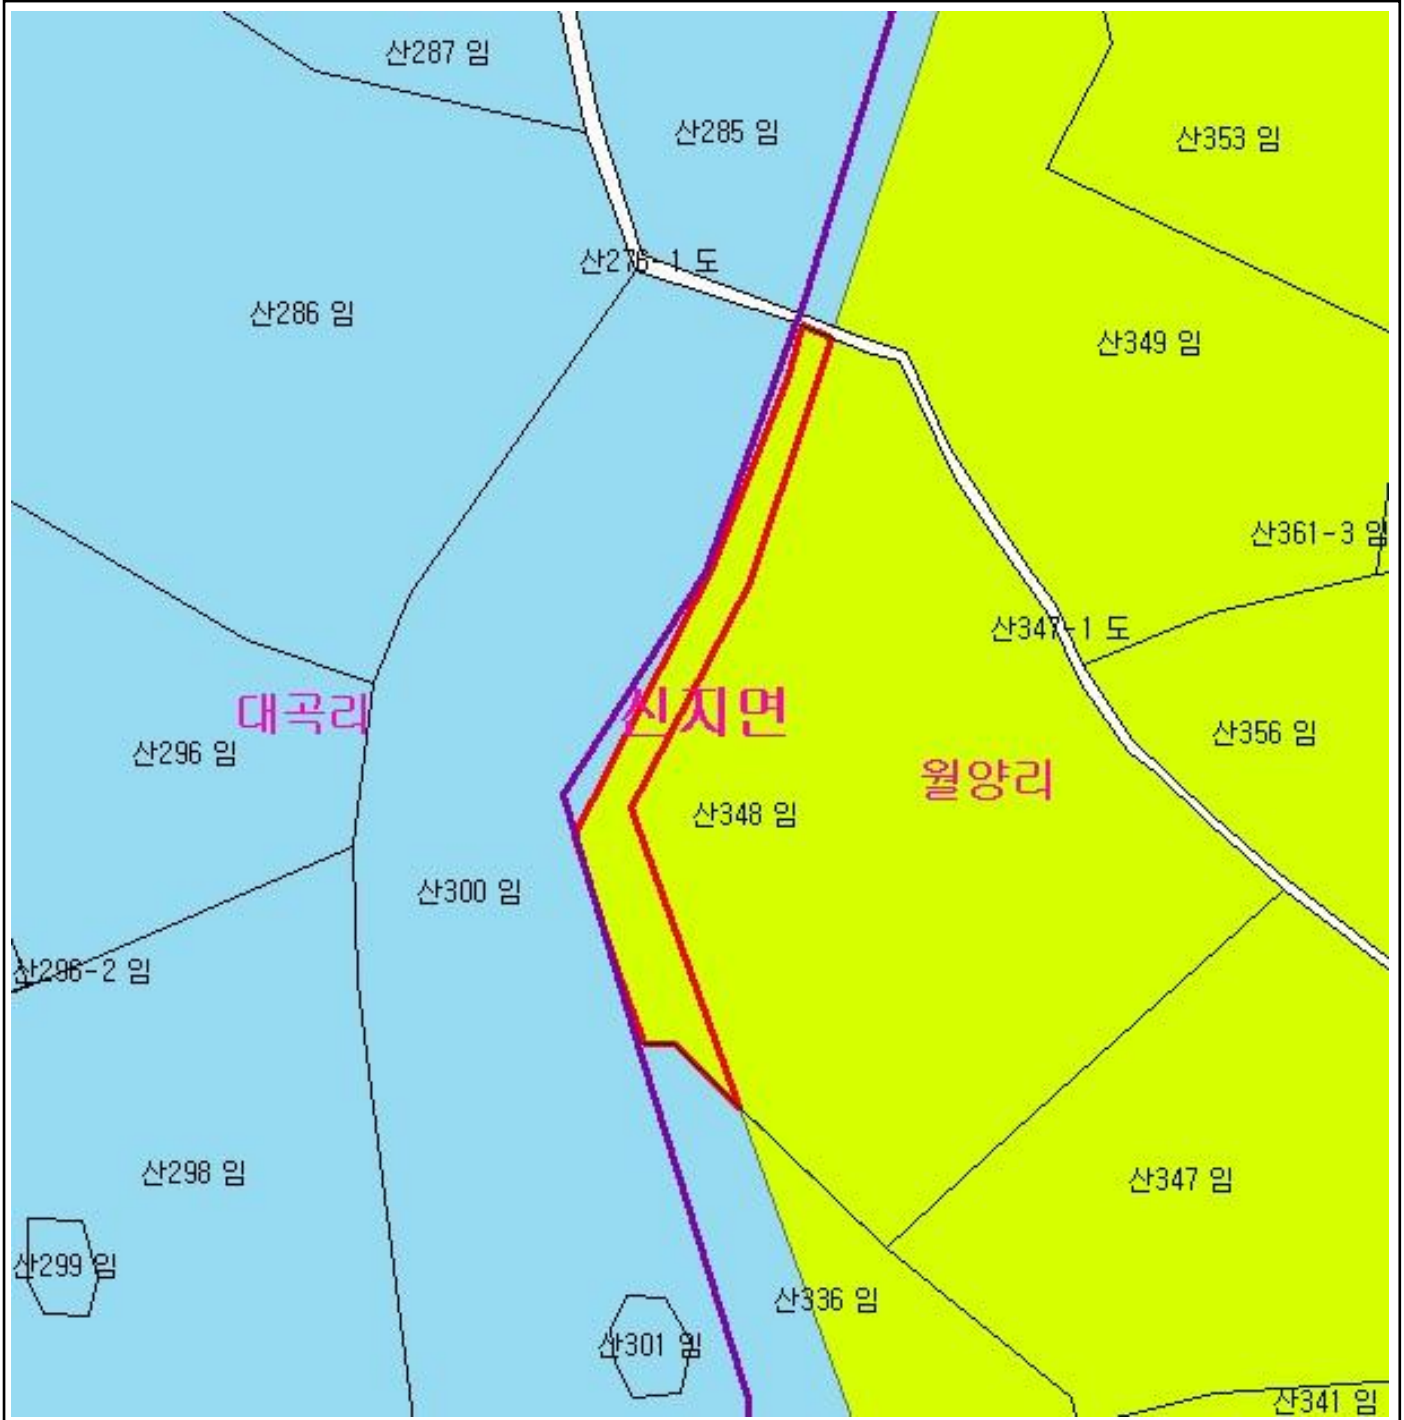 산287 임
산285 임
산353 임
산276-1 도
산286 임
산349 임
산361-3 임
산347-1 도
대곡리
신지면
산296 임
산356 임
월양리
산348 임
산300 임
산296-2 임
산298 임
산347 임
산299 임
산336 임
산301 임
산341 임